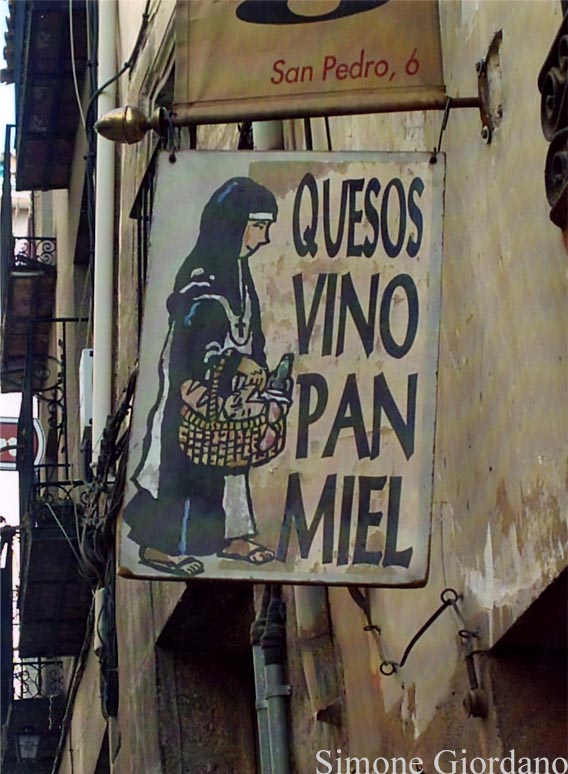 San Pedro, 6
QUESOS
VINO
PAN
MIEL
Simone Giordano